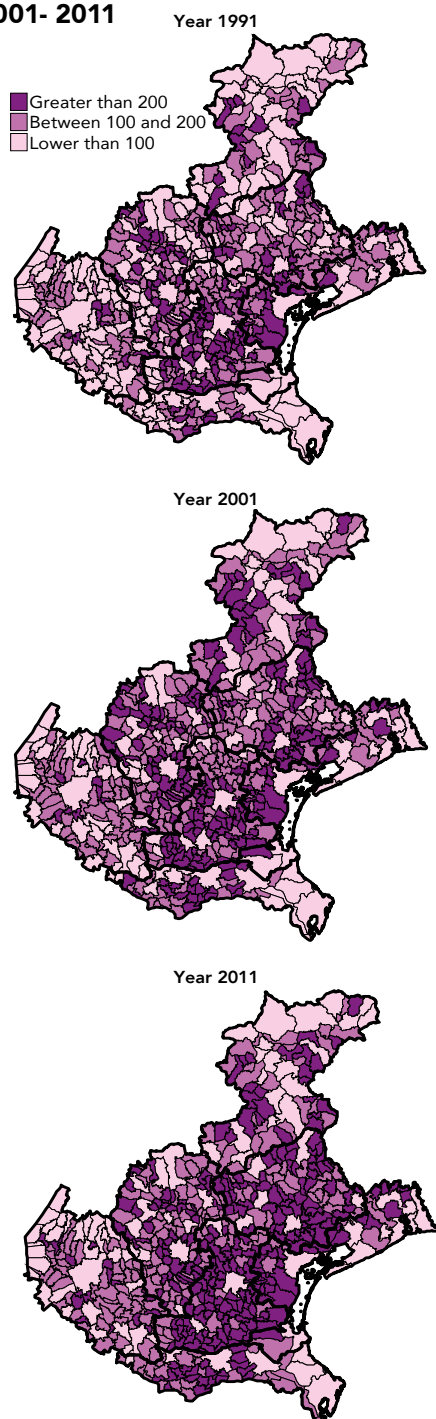 001- 2011
Year 1991
Greater than 200
Between 100 and 200
Lower than 100
Year 2001
Year 2011